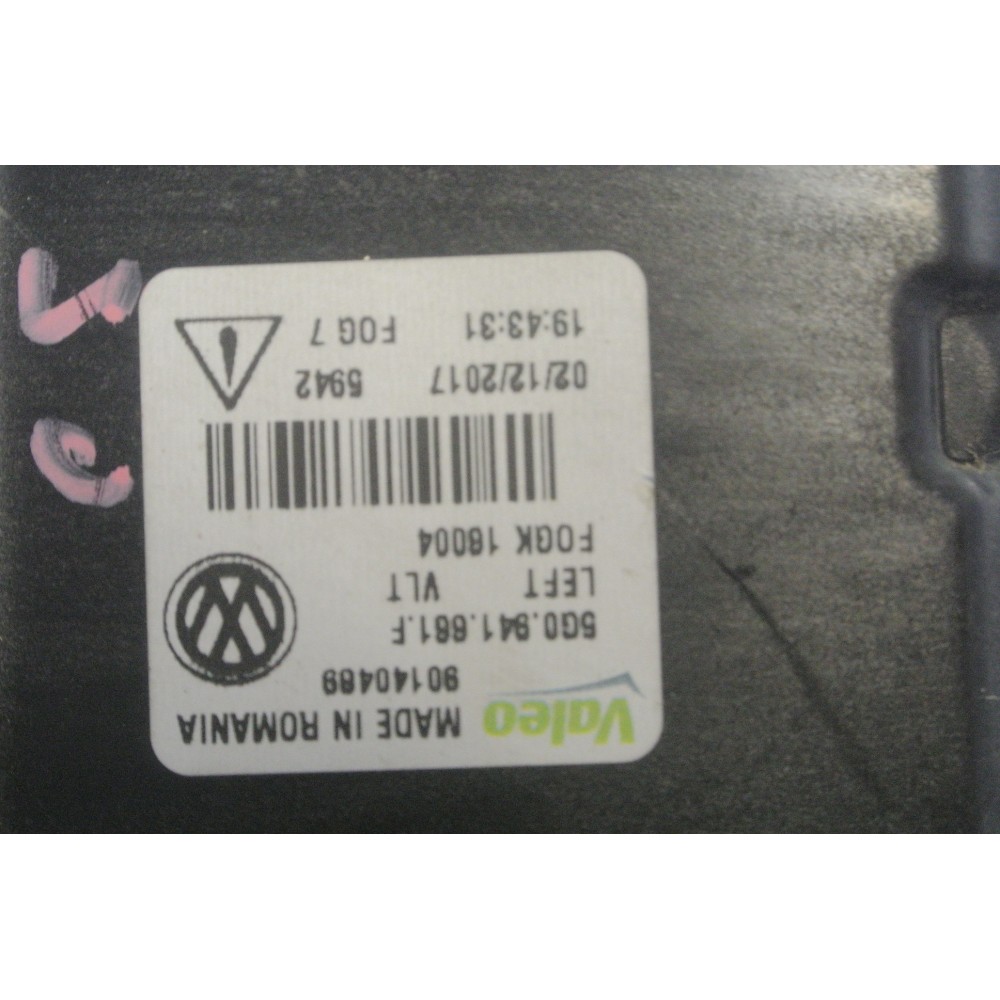 Valeo MADE IN ROMANIA
90140489
5G0.941.661.F
LEFT VLT
FOGK 18004
02/12/2017 5942
19:43:31 FOG 7